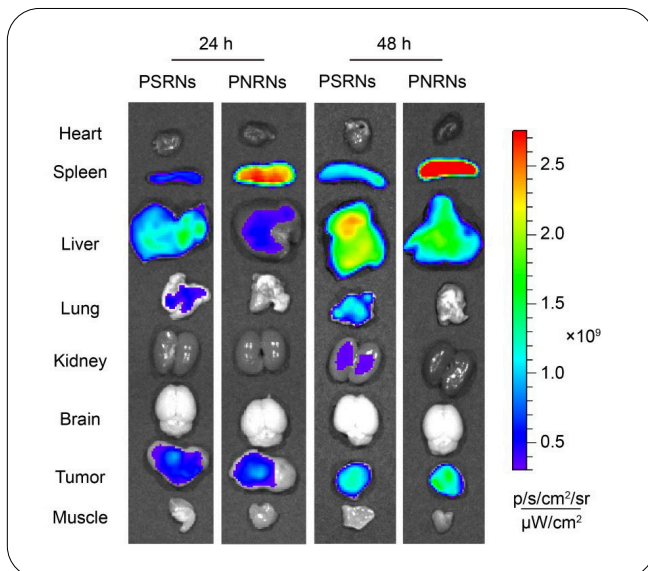 24 h
48 h
PSRNs
PNRNs
PSRNs
PNRNs
Heart
Spleen
Liver
Lung
Kidney
Brain
Tumor
Muscle
2.5
2.0
1.5
×10⁹
1.0
0.5
p/s/cm²/sr
µW/cm²